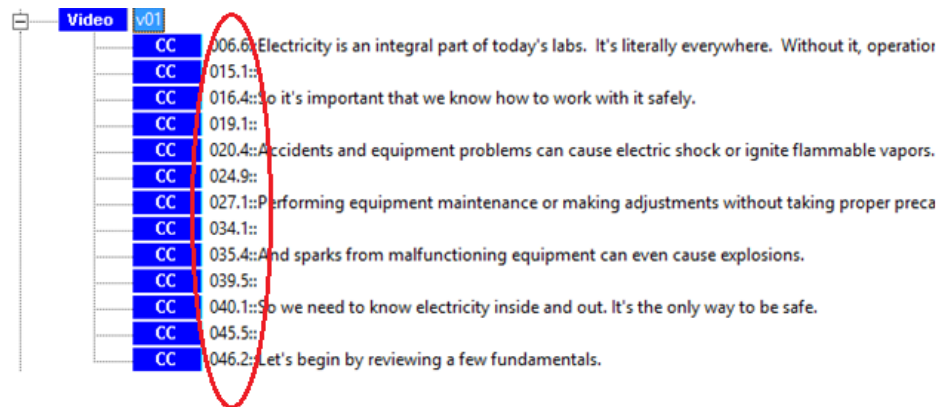 Video v01
CC 006.6::Electricity is an integral part of today's labs. It's literally everywhere. Without it, operation
CC 015.1::
CC 016.4::So it's important that we know how to work with it safely.
CC 019.1::
CC 020.4::Accidents and equipment problems can cause electric shock or ignite flammable vapors.
CC 024.9::
CC 027.1::Performing equipment maintenance or making adjustments without taking proper preca
CC 034.1::
CC 035.4::And sparks from malfunctioning equipment can even cause explosions.
CC 039.5::
CC 040.1::So we need to know electricity inside and out. It's the only way to be safe.
CC 045.5::
CC 046.2::Let's begin by reviewing a few fundamentals.